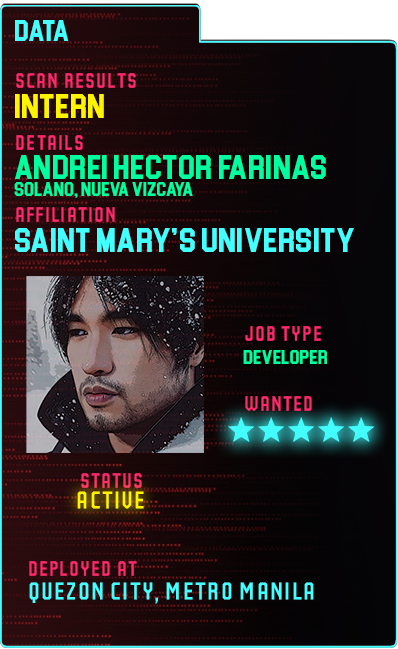 DATA
SCAN RESULTS
INTERN
DETAILS
ANDREI HECTOR FARINAS
SOLANO, NUEVA VIZCAYA
AFFILIATION
SAINT MARY'S UNIVERSITY
JOB TYPE
DEVELOPER
WANTED
STATUS
ACTIVE
DEPLOYED AT
QUEZON CITY, METRO MANILA